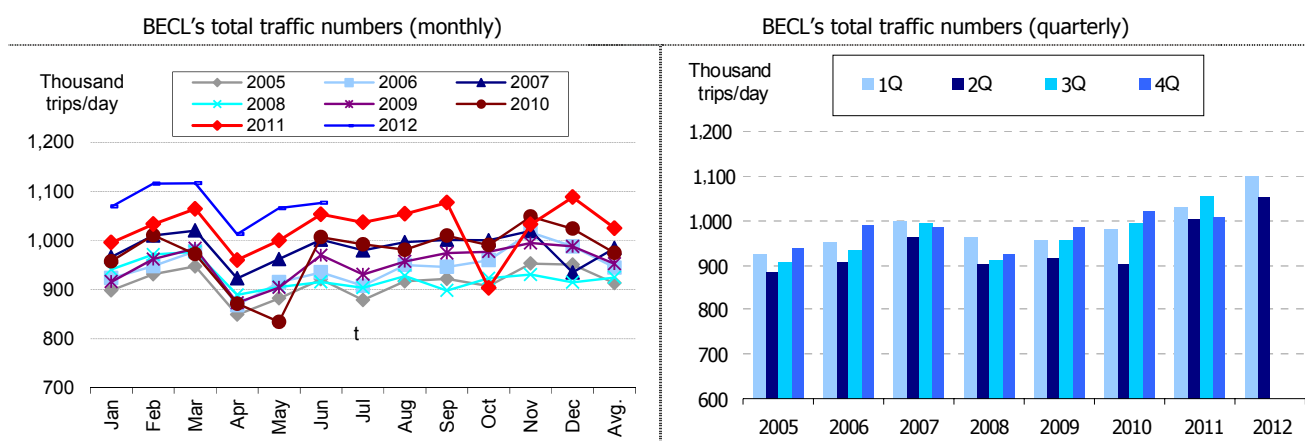 BECL's total traffic numbers (monthly)
Thousand
trips/day
2005 2006 2007
2008 2009 2010
2011 2012
1,200
1,100
1,000
900
800
700
t
Jan Feb Mar Apr May Jun Jul Aug Sep Oct Nov Dec Avg.
BECL's total traffic numbers (quarterly)
Thousand
trips/day
1Q 2Q 3Q 4Q
1,200
1,100
1,000
900
800
700
600
2005 2006 2007 2008 2009 2010 2011 2012